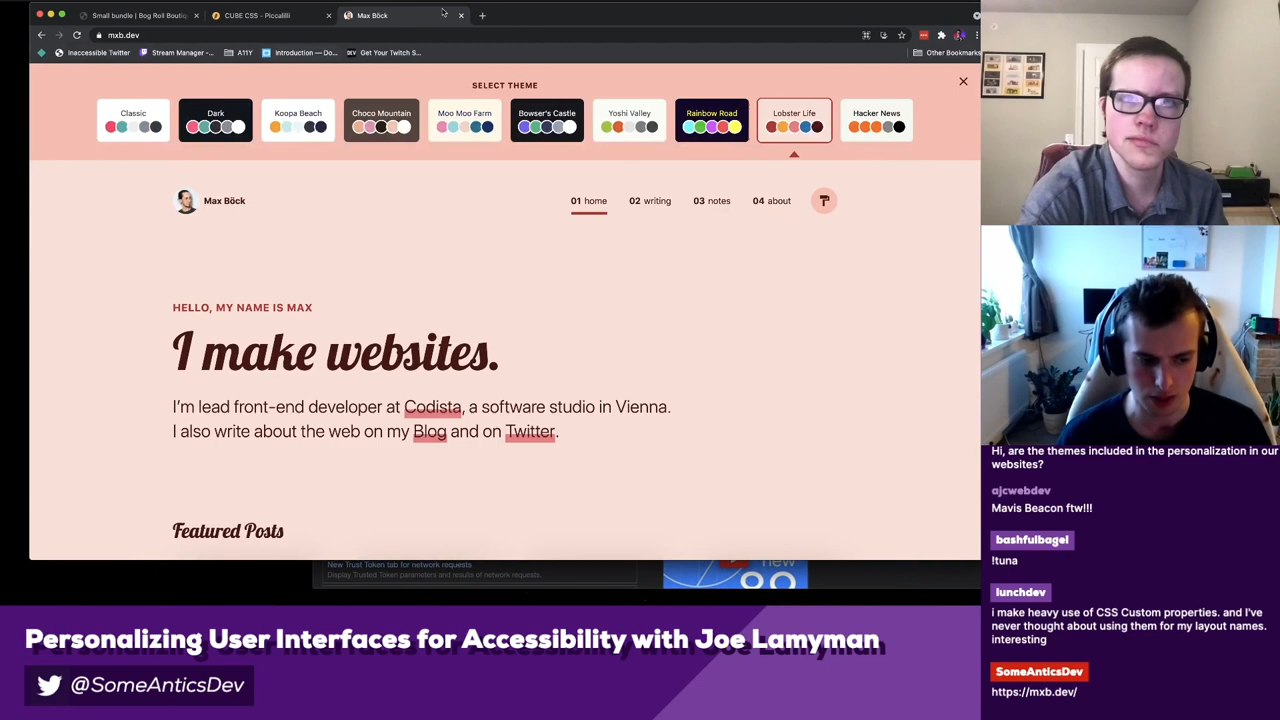 Small bundle | Bog Roll Boutiq
CUBE CSS - Piccalilli
Max Böck
mxb.dev
Inaccessible Twitter
Stream Manager -...
A11Y
Introduction — Do...
DEV
Get Your Twitch S...
Other Bookmarks
SELECT THEME
Classic
Dark
Koopa Beach
Choco Mountain
Moo Moo Farm
Bowser's Castle
Yoshi Valley
Rainbow Road
Lobster Life
Hacker News
Max Böck
01 home
02 writing
03 notes
04 about
HELLO, MY NAME IS MAX
I make websites.
I'm lead front-end developer at Codista, a software studio in Vienna.
I also write about the web on my Blog and on Twitter.
Featured Posts
New Trust Token tab for network requests
Display Trusted Token parameters and results of network requests.
new
Personalizing User Interfaces for Accessibility with Joe Lamyman
@SomeAnticsDev
Hi, are the themes included in the personalization in our
websites?
ajcwebdev
Mavis Beacon ftw!!!
bashfulbagel
!tuna
lunchdev
i make heavy use of CSS Custom properties. and I've
never thought about using them for my layout names.
interesting
SomeAnticsDev
https://mxb.dev/